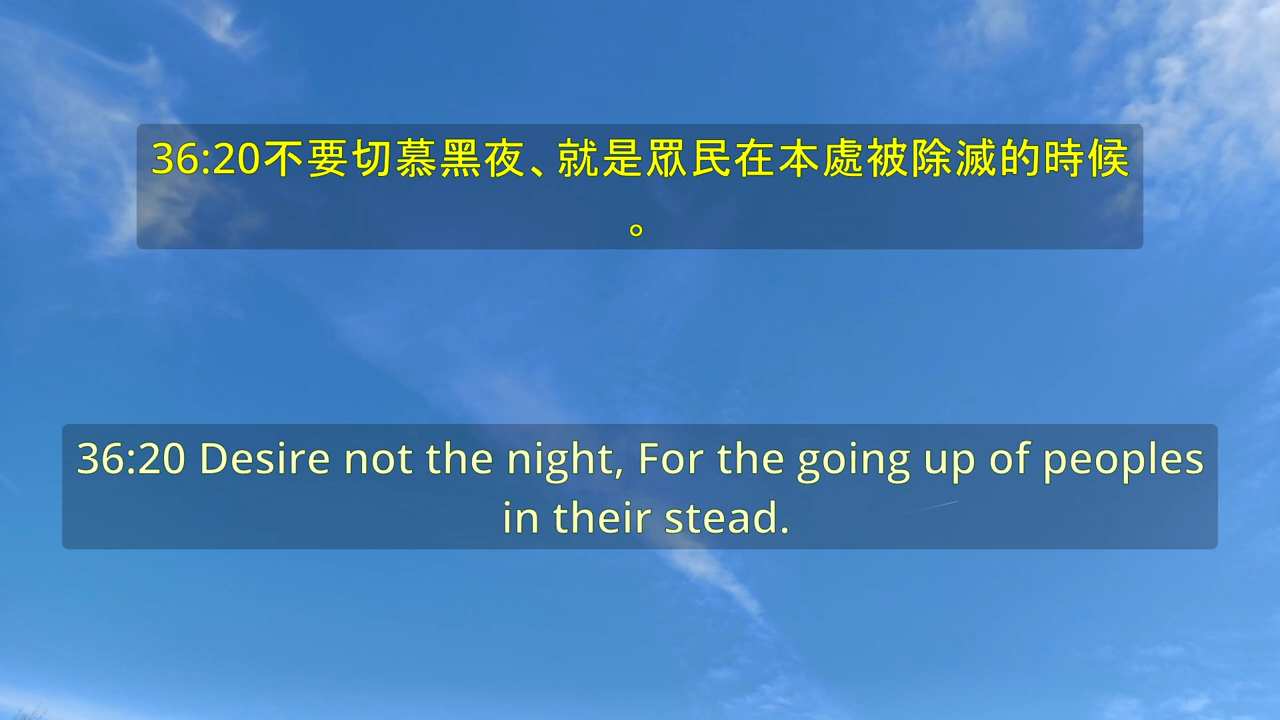 36:20不要切慕黑夜、就是眾民在本處被除滅的時候
。
36:20 Desire not the night, For the going up of peoples
in their stead.